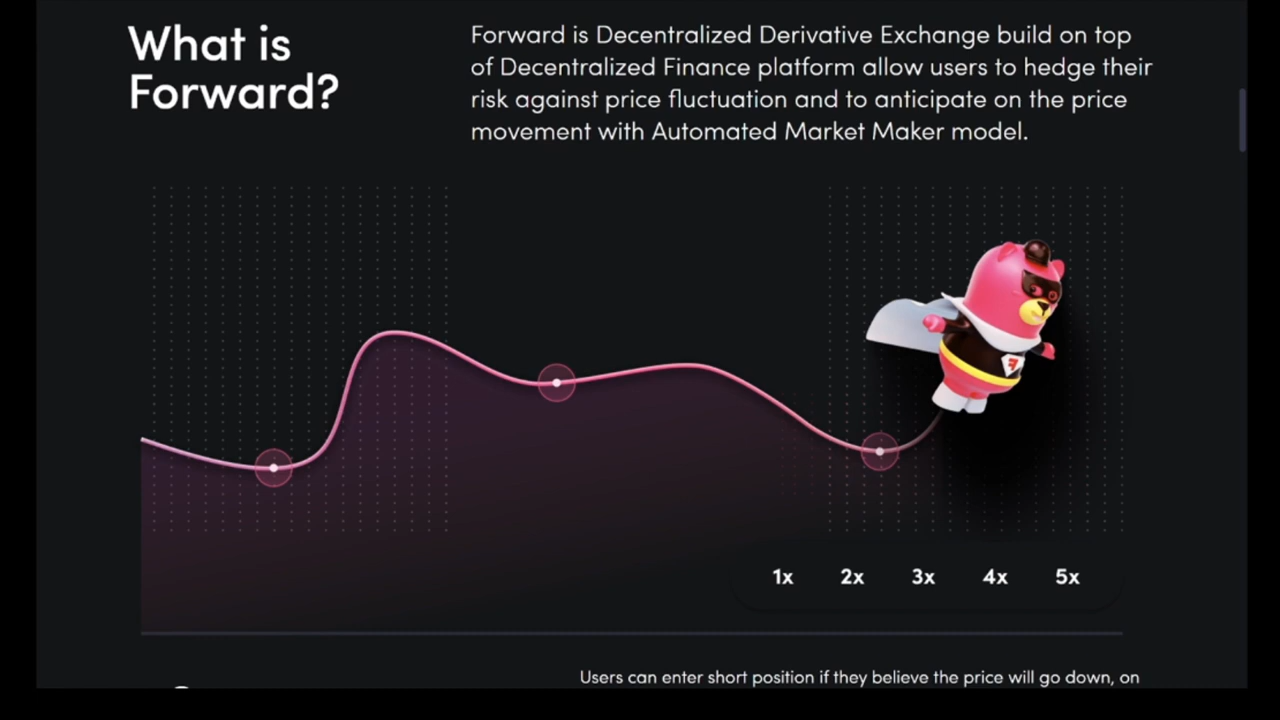 What is
Forward?
Forward is Decentralized Derivative Exchange build on top
of Decentralized Finance platform allow users to hedge their
risk against price fluctuation and to anticipate on the price
movement with Automated Market Maker model.
1x 2x 3x 4x 5x
Users can enter short position if they believe the price will go down, on